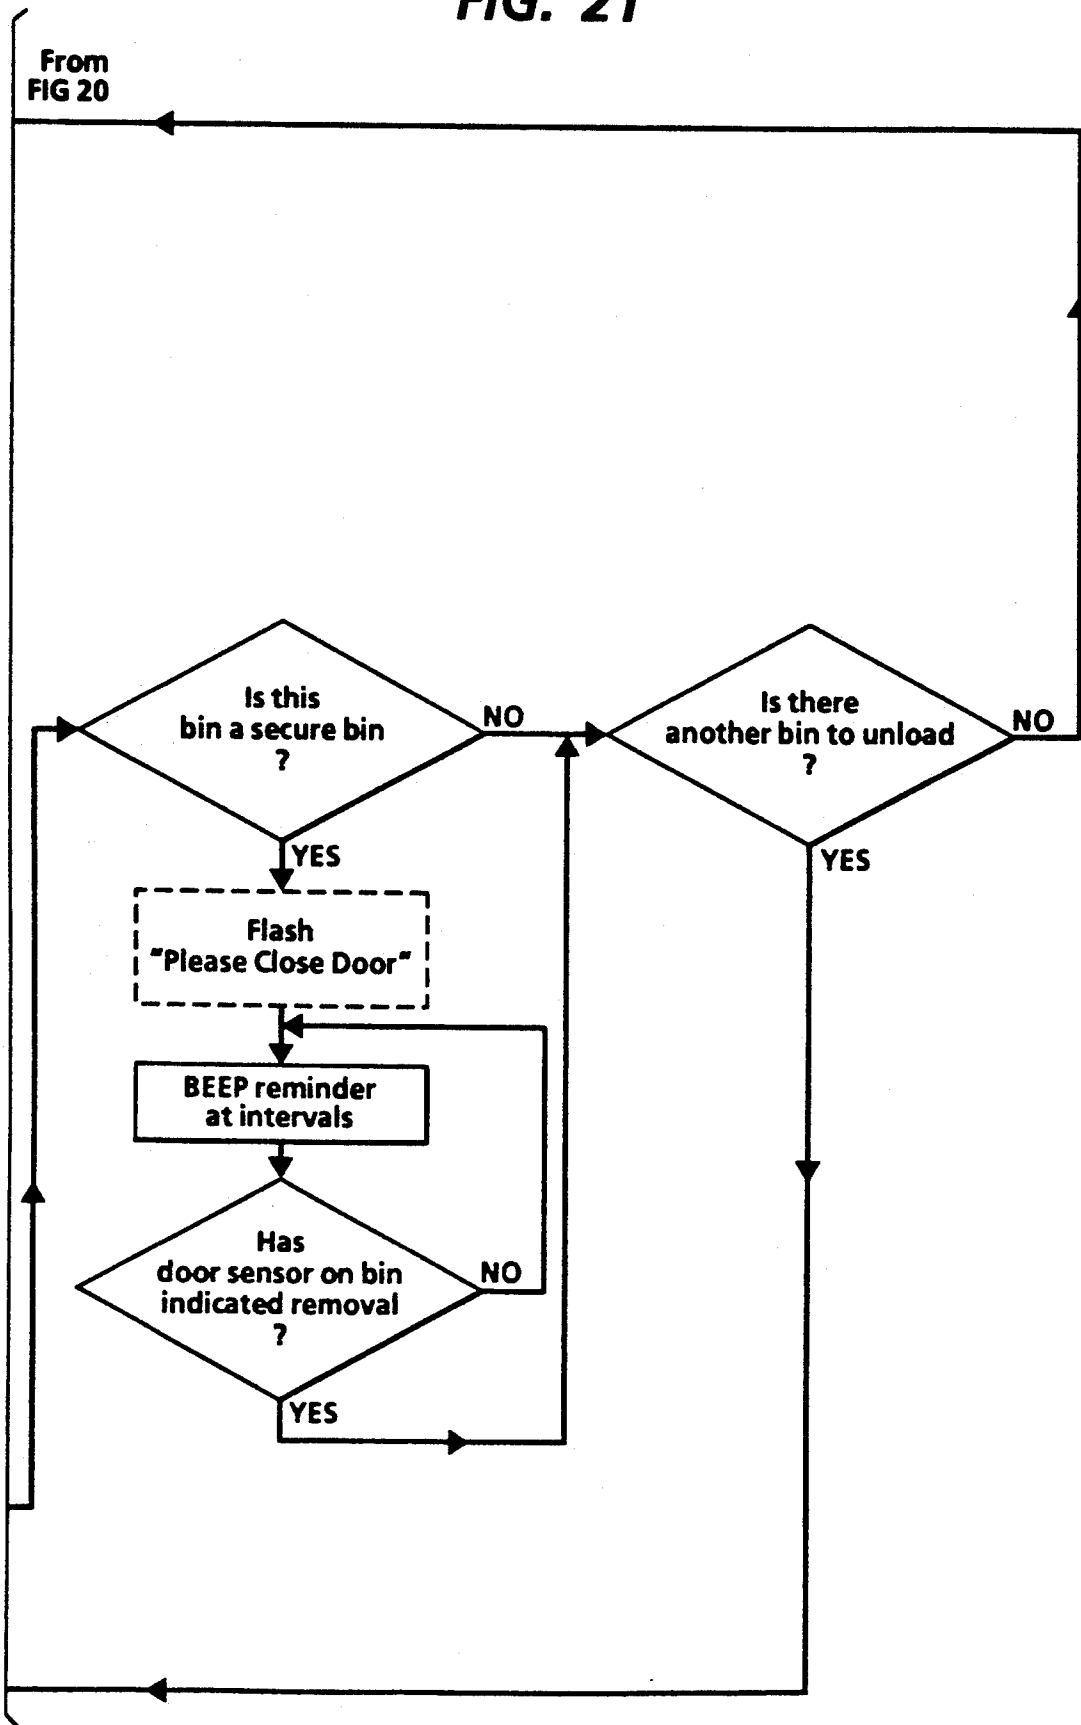 FIG. 21
From
FIG 20
Is this
bin a secure bin
?
NO
YES
Is there
another bin to unload
?
NO
YES
Flash
"Please Close Door"
BEEP reminder
at intervals
Has
door sensor on bin
indicated removal
?
NO
YES